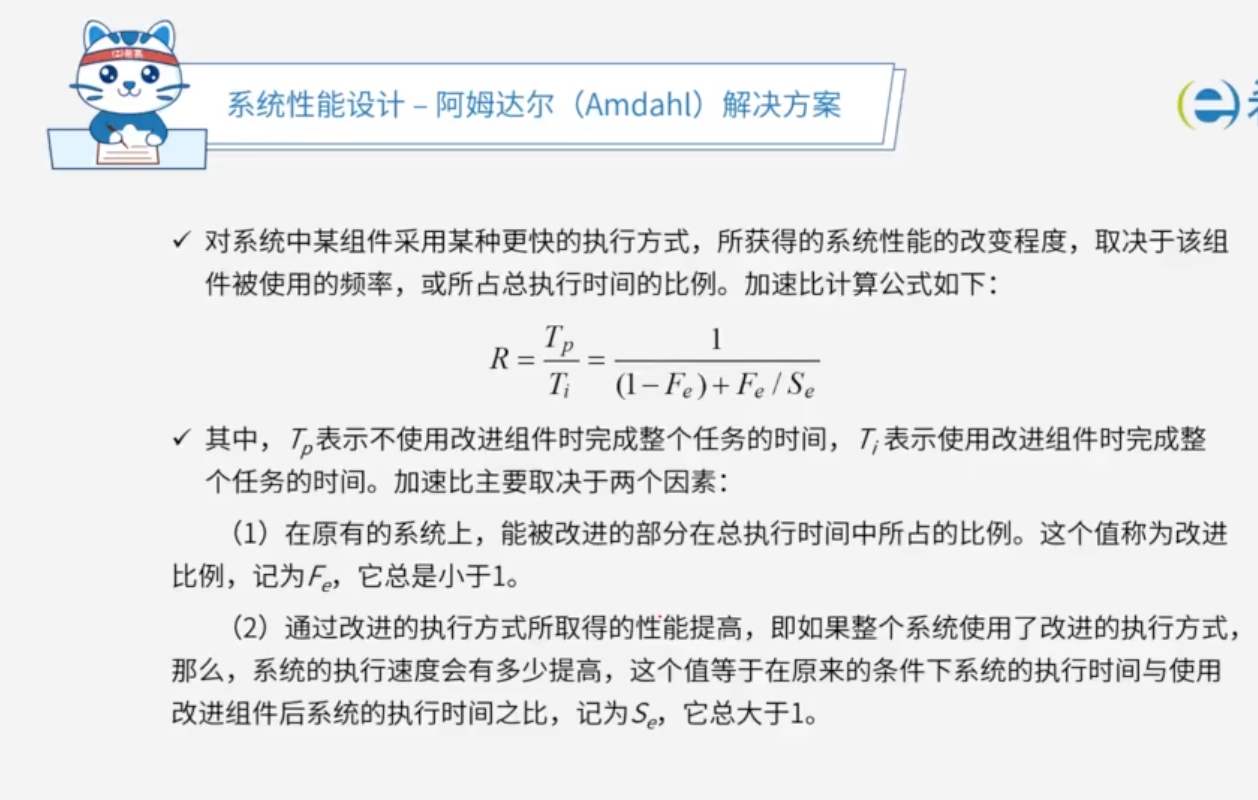 系统性能设计 – 阿姆达尔（Amdahl）解决方案
✓ 对系统中某组件采用某种更快的执行方式，所获得的系统性能的改变程度，取决于该组
件被使用的频率，或所占总执行时间的比例。加速比计算公式如下：
R = T_p / T_i = 1 / ((1 − F_e) + F_e / S_e)
✓ 其中，T_p表示不使用改进组件时完成整个任务的时间，T_i表示使用改进组件时完成整
个任务的时间。加速比主要取决于两个因素：
（1）在原有的系统上，能被改进的部分在总执行时间中所占的比例。这个值称为改进
比例，记为F_e，它总是小于1。
（2）通过改进的执行方式所取得的性能提高，即如果整个系统使用了改进的执行方式，
那么，系统的执行速度会有多少提高，这个值等于在原来的条件下系统的执行时间与使用
改进组件后系统的执行时间之比，记为S_e，它总大于1。